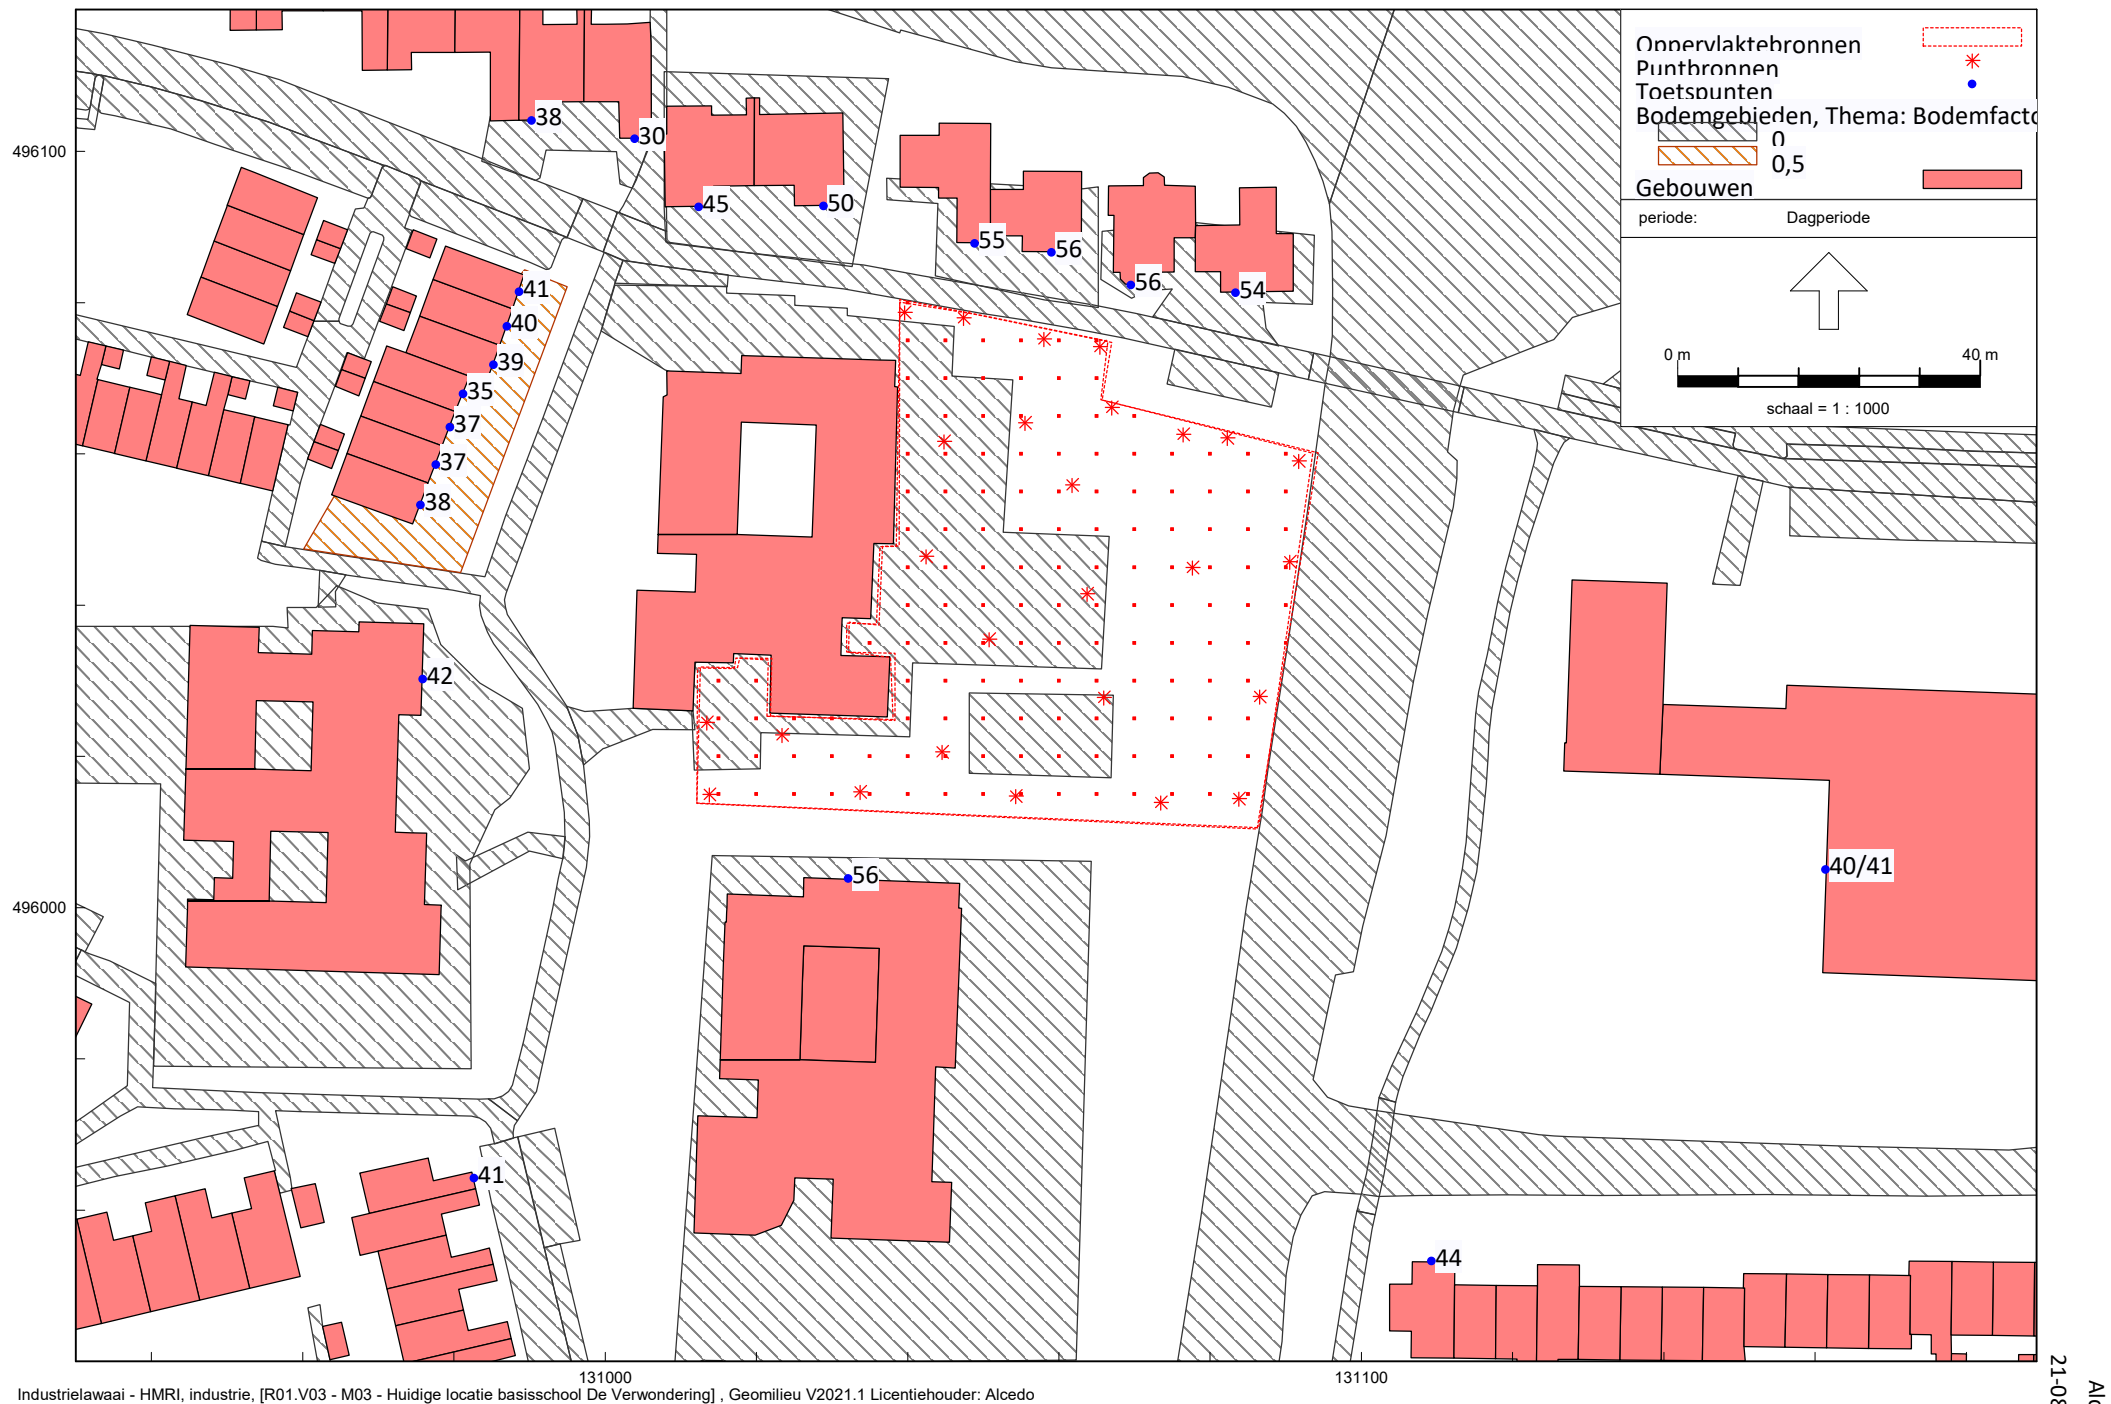 Oppervlaktebronnen
Puntbronnen
Toetspunten
Bodemgebieden, Thema: Bodemfacto
0
0,5
Gebouwen
periode: Dagperiode
0 m 40 m
schaal = 1 : 1000
38
30
496100
45
50
55
56
56
54
41
40
39
35
37
37
38
42
56
40/41
496000
41
44
131000 131100
Industrielawaai - HMRI, industrie, [R01.V03 - M03 - Huidige locatie basisschool De Verwondering] , Geomilieu V2021.1 Licentiehouder: Alcedo
21-08
Alc